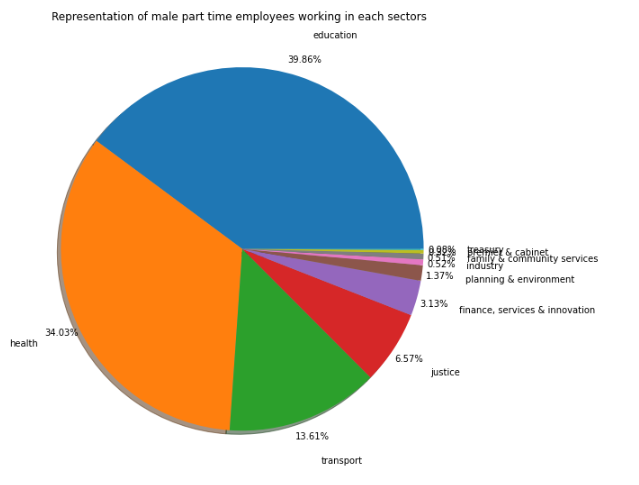 Representation of male part time employees working in each sectors
education
39.86%
treasury
premier & cabinet
0.51%
family & community services
0.52%
industry
1.37%
planning & environment
3.13%
finance, services & innovation
34.03%
health
6.57%
justice
13.61%
transport